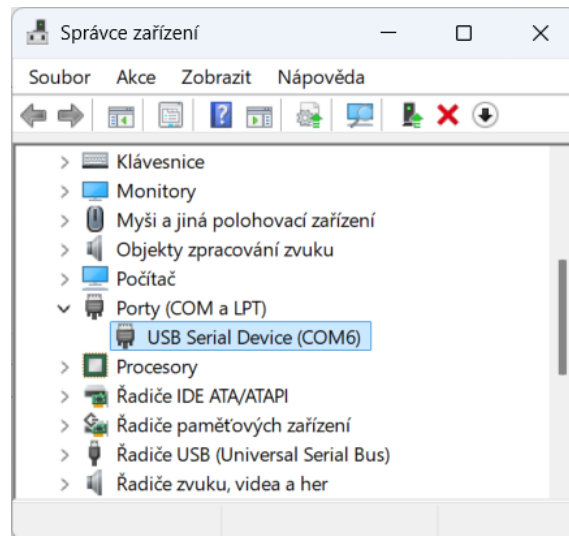 Správce zařízení
Soubor Akce Zobrazit Nápověda
Klávesnice
Monitory
Myši a jiná polohovací zařízení
Objekty zpracování zvuku
Počítač
Porty (COM a LPT)
USB Serial Device (COM6)
Procesory
Řadiče IDE ATA/ATAPI
Řadiče paměťových zařízení
Řadiče USB (Universal Serial Bus)
Řadiče zvuku, videa a her